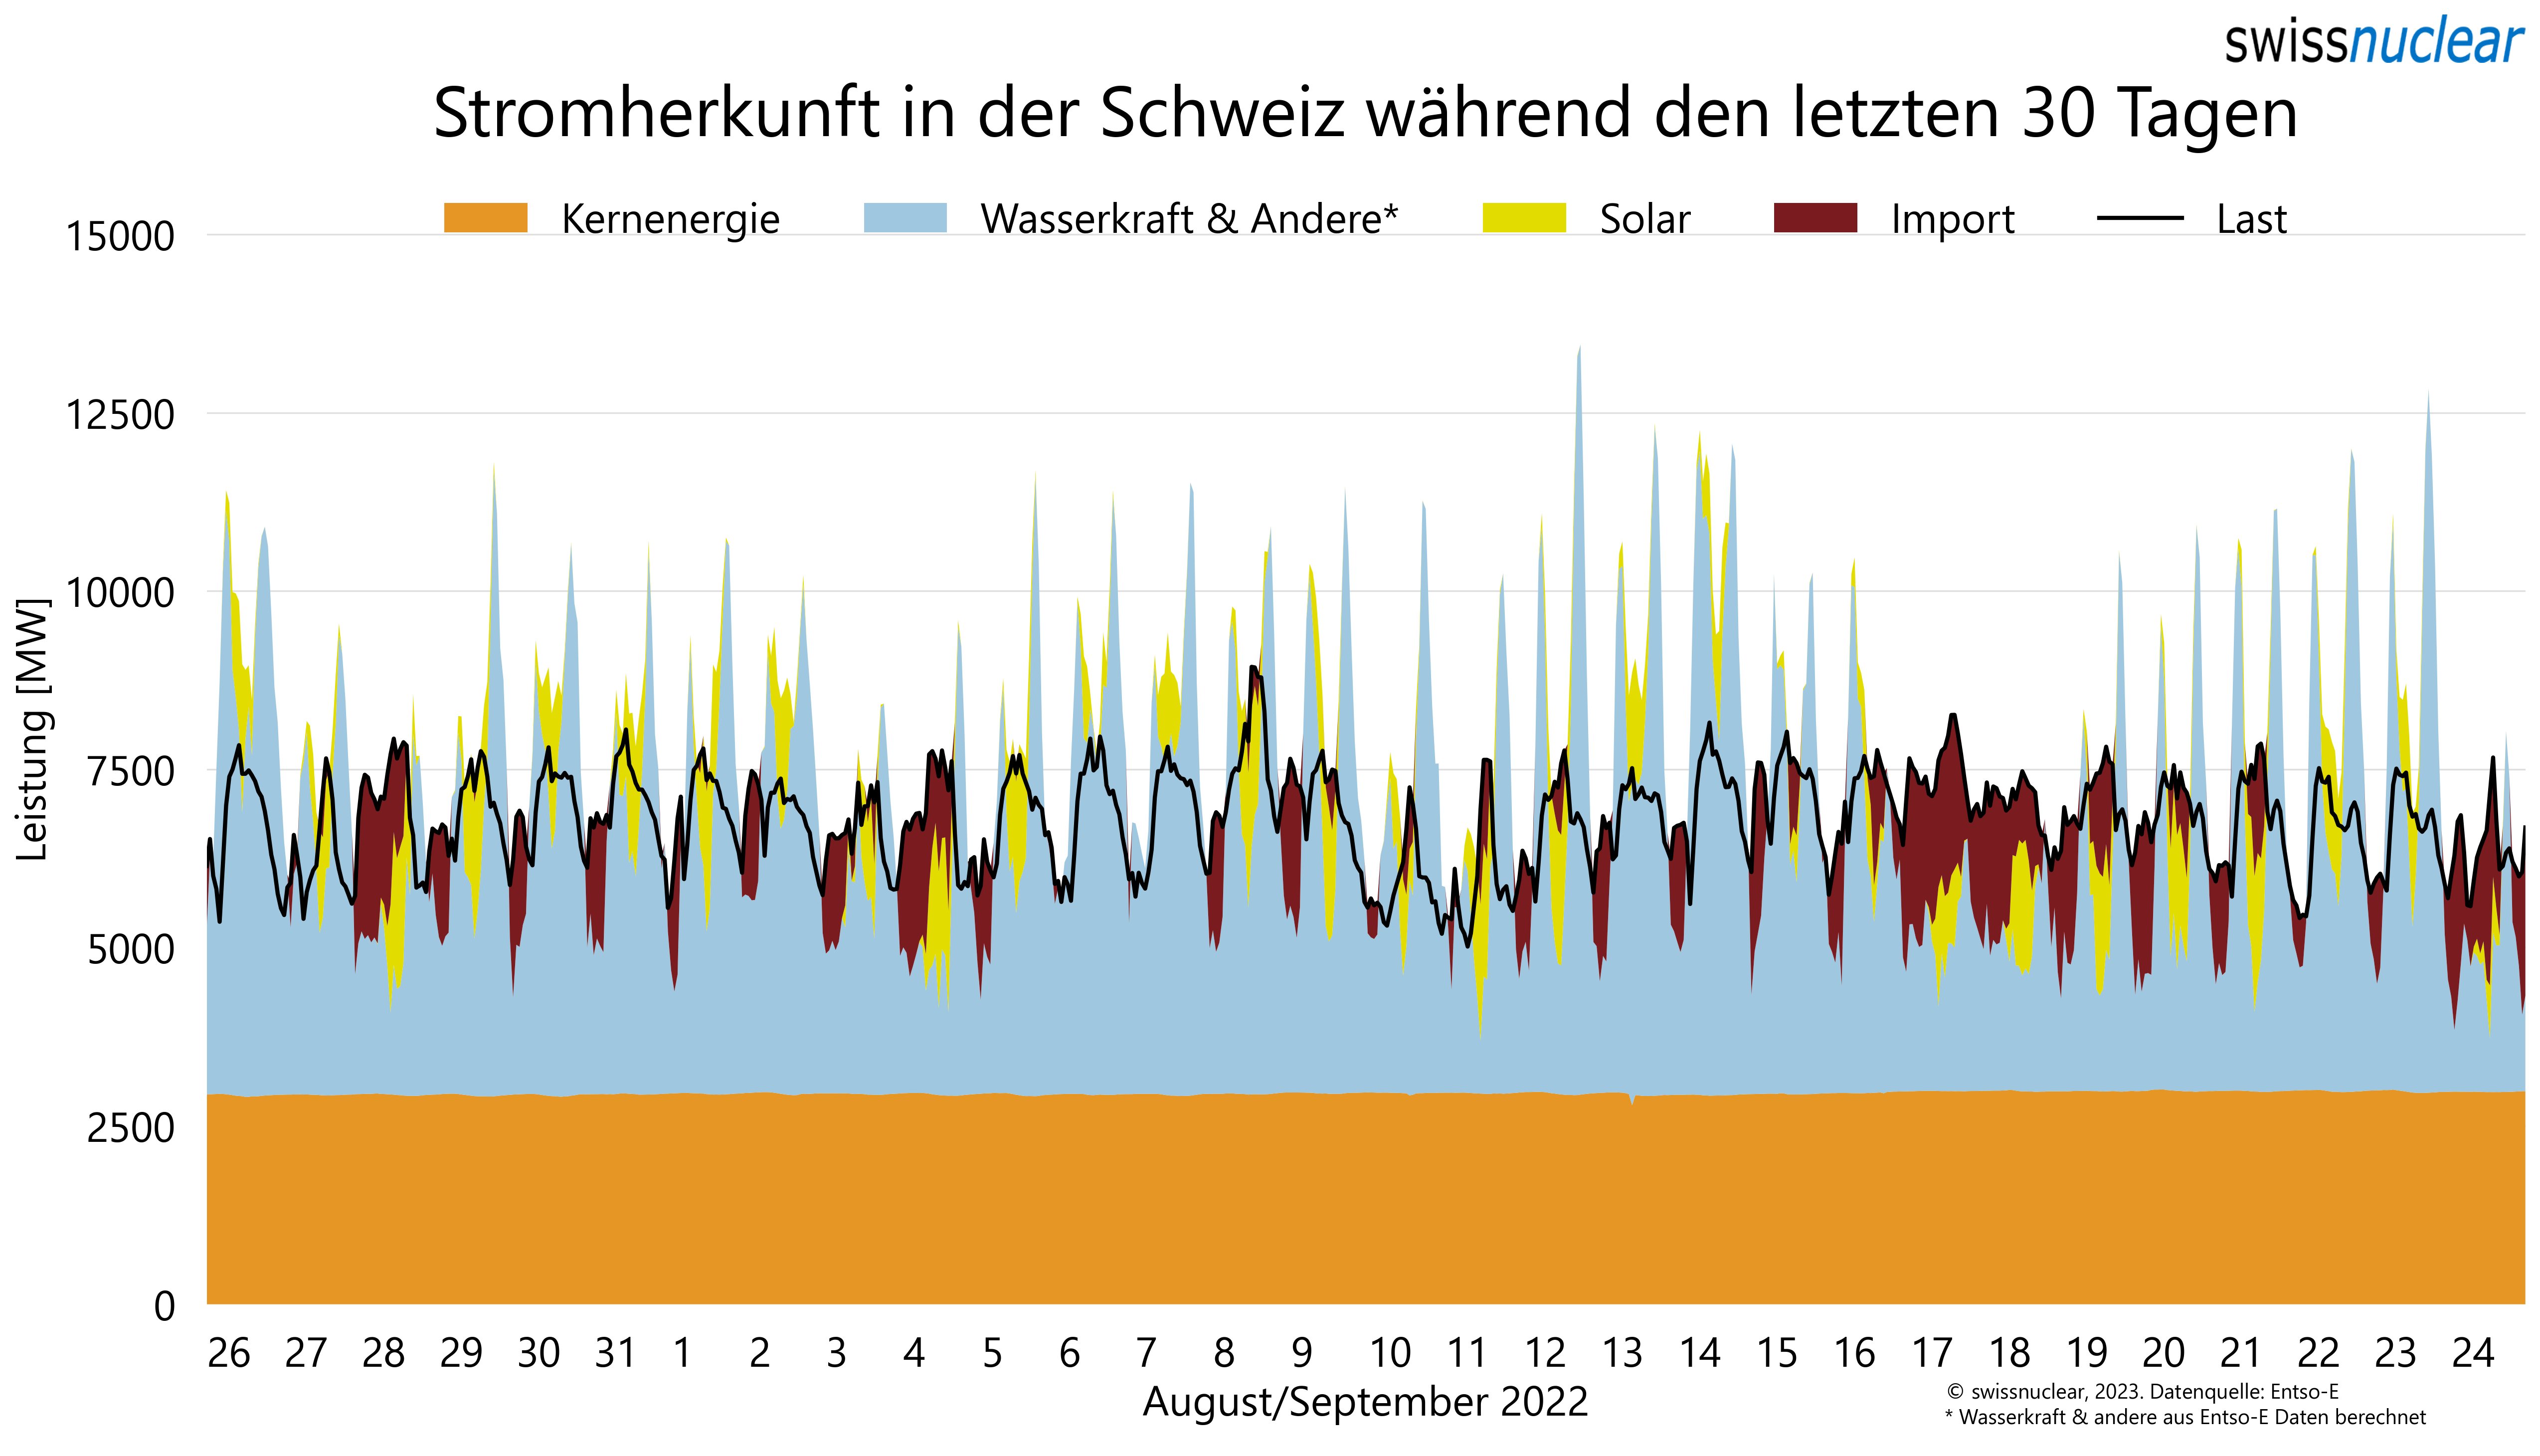 swissnuclear
Stromherkunft in der Schweiz während den letzten 30 Tagen
Kernenergie Wasserkraft & Andere* Solar Import Last
15000
12500
10000
7500
5000
2500
0
Leistung [MW]
26 27 28 29 30 31 1 2 3 4 5 6 7 8 9 10 11 12 13 14 15 16 17 18 19 20 21 22 23 24
August/September 2022
© swissnuclear, 2023. Datenquelle: Entso-E
* Wasserkraft & andere aus Entso-E Daten berechnet